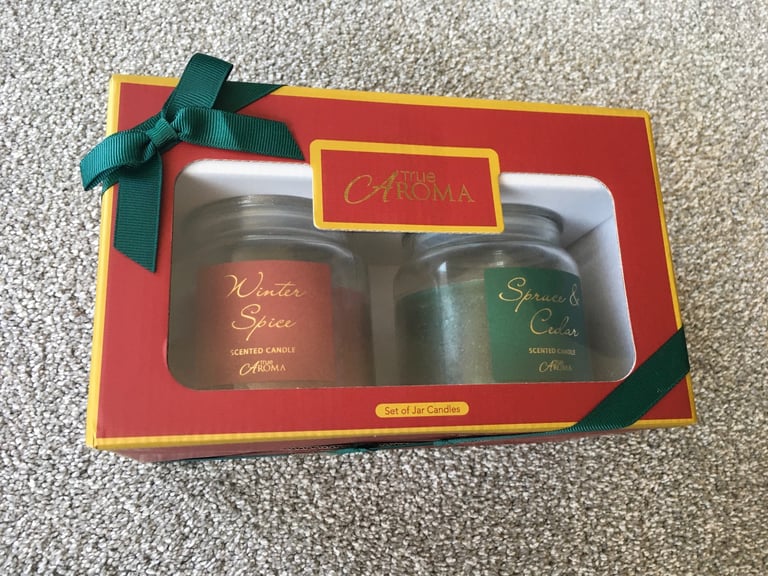 True
AROMA
Winter
Spice
SCENTED CANDLE
True
AROMA
Spruce &
Cedar
SCENTED CANDLE
True
AROMA
Set of Jar Candles